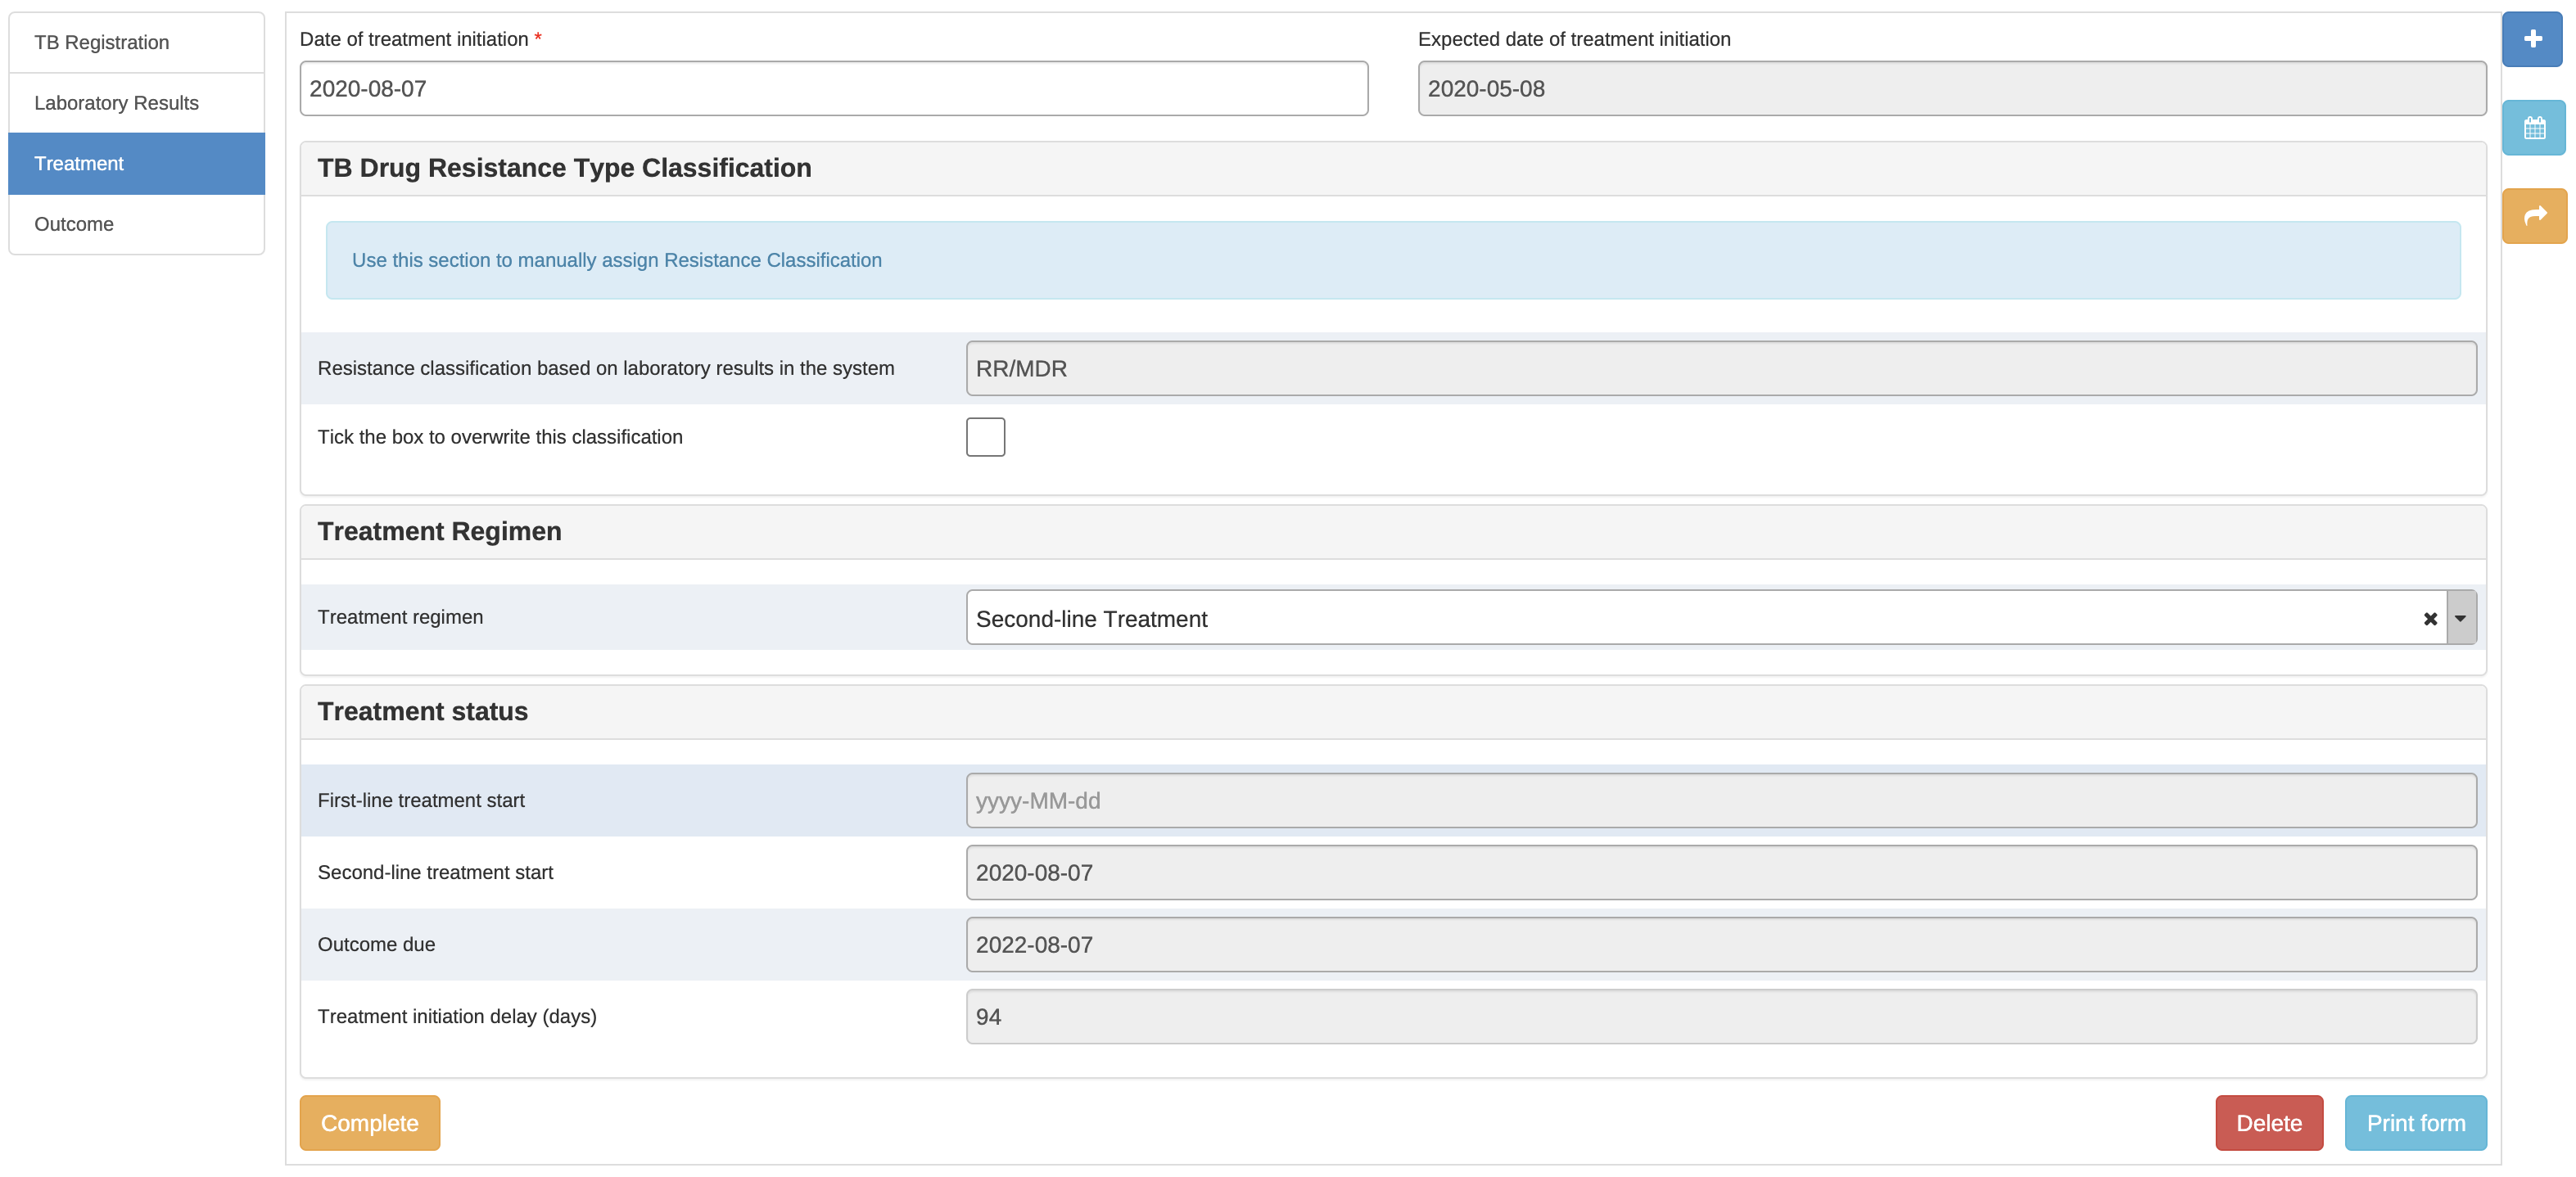 TB Registration
Laboratory Results
Treatment
Outcome
Date of treatment initiation *
2020-08-07
Expected date of treatment initiation
2020-05-08
TB Drug Resistance Type Classification
Use this section to manually assign Resistance Classification
Resistance classification based on laboratory results in the system
RR/MDR
Tick the box to overwrite this classification
Treatment Regimen
Treatment regimen
Second-line Treatment
Treatment status
First-line treatment start
yyyy-MM-dd
Second-line treatment start
2020-08-07
Outcome due
2022-08-07
Treatment initiation delay (days)
94
Complete
Delete
Print form